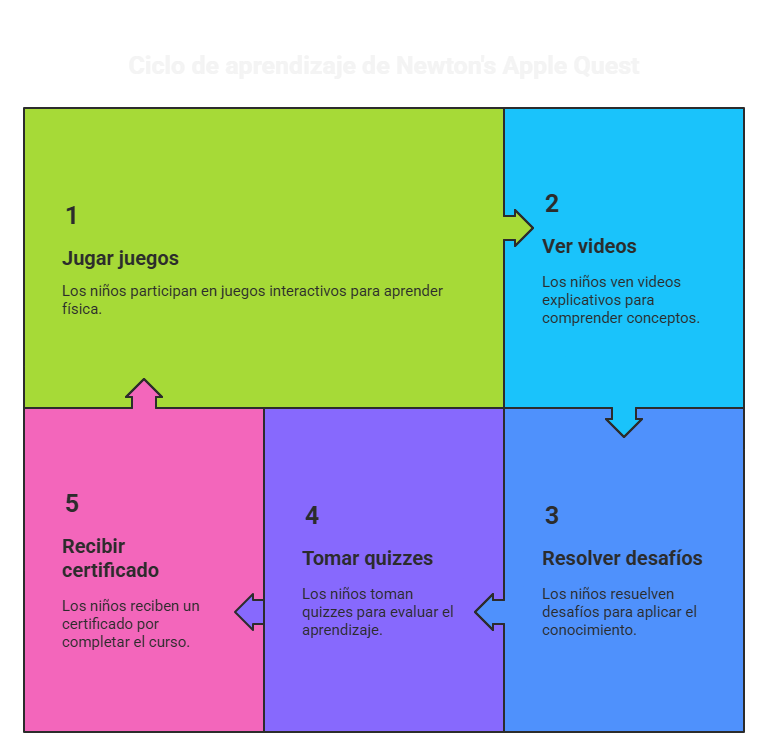 Ciclo de aprendizaje de Newton's Apple Quest
1
Jugar juegos
Los niños participan en juegos interactivos para aprender
física.
2
Ver videos
Los niños ven videos
explicativos para
comprender conceptos.
3
Resolver desafíos
Los niños resuelven
desafíos para aplicar el
conocimiento.
4
Tomar quizzes
Los niños toman
quizzes para evaluar el
aprendizaje.
5
Recibir
certificado
Los niños reciben un
certificado por
completar el curso.